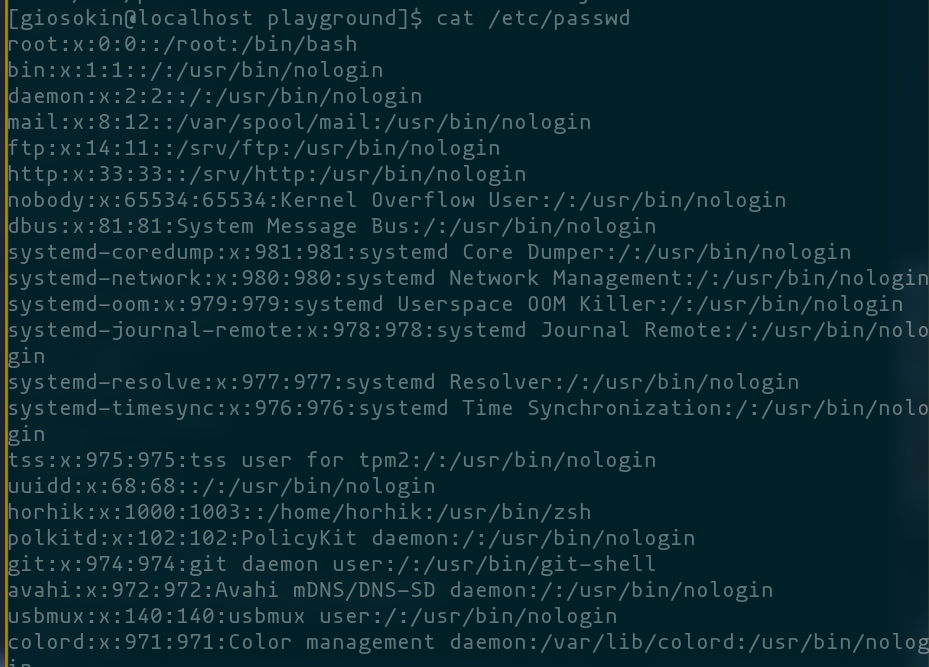 [giosokin@localhost playground]$ cat /etc/passwd
root:x:0:0::/root:/bin/bash
bin:x:1:1::/:/usr/bin/nologin
daemon:x:2:2::/:/usr/bin/nologin
mail:x:8:12::/var/spool/mail:/usr/bin/nologin
ftp:x:14:11::/srv/ftp:/usr/bin/nologin
http:x:33:33::/srv/http:/usr/bin/nologin
nobody:x:65534:65534:Kernel Overflow User:/:/usr/bin/nologin
dbus:x:81:81:System Message Bus:/:/usr/bin/nologin
systemd-coredump:x:981:981:systemd Core Dumper:/:/usr/bin/nologin
systemd-network:x:980:980:systemd Network Management:/:/usr/bin/nologin
systemd-oom:x:979:979:systemd Userspace OOM Killer:/:/usr/bin/nologin
systemd-journal-remote:x:978:978:systemd Journal Remote:/:/usr/bin/nolo
gin
systemd-resolve:x:977:977:systemd Resolver:/:/usr/bin/nologin
systemd-timesync:x:976:976:systemd Time Synchronization:/:/usr/bin/nolo
gin
tss:x:975:975:tss user for tpm2:/:/usr/bin/nologin
uuidd:x:68:68::/:/usr/bin/nologin
horhik:x:1000:1003::/home/horhik:/usr/bin/zsh
polkitd:x:102:102:PolicyKit daemon:/:/usr/bin/nologin
git:x:974:974:git daemon user:/:/usr/bin/git-shell
avahi:x:972:972:Avahi mDNS/DNS-SD daemon:/:/usr/bin/nologin
usbmux:x:140:140:usbmux user:/:/usr/bin/nologin
colord:x:971:971:Color management daemon:/var/lib/colord:/usr/bin/nolog